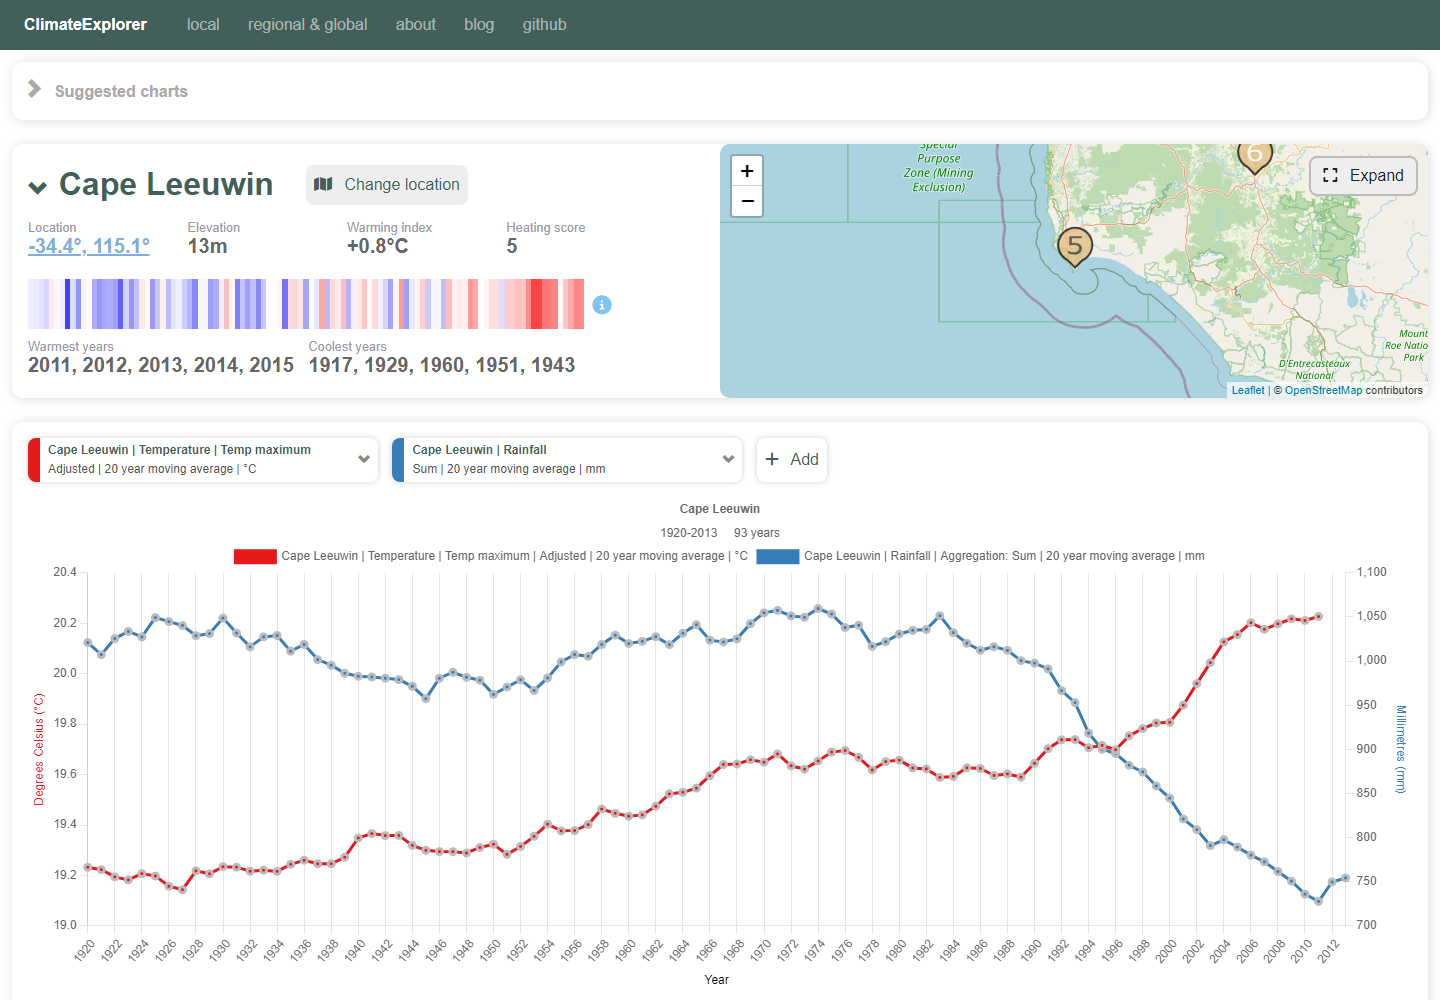 ClimateExplorer local regional & global about blog github
Suggested charts
Cape Leeuwin Change location
Location Elevation Warming index Heating score
-34.4°, 115.1° 13m +0.8°C 5
Warmest years Coolest years
2011, 2012, 2013, 2014, 2015 1917, 1929, 1960, 1951, 1943
+
−
Special
Purpose
Zone (Mining
Exclusion)
6
5
Expand
Mount
Roe Natio
Park
D'Entrecasteaux
National
Leaflet | © OpenStreetMap contributors
Cape Leeuwin | Temperature | Temp maximum
Adjusted | 20 year moving average | °C
Cape Leeuwin | Rainfall
Sum | 20 year moving average | mm
+ Add
Cape Leeuwin
1920-2013 93 years
Cape Leeuwin | Temperature | Temp maximum | Adjusted | 20 year moving average | °C Cape Leeuwin | Rainfall | Aggregation: Sum | 20 year moving average | mm
Degrees Celsius (°C)
20.4
20.2
20.0
19.8
19.6
19.4
19.2
19.0
1,100
1,050
1,000
950
900
850
800
750
700
Millimetres (mm)
1920 1922 1924 1926 1928 1930 1932 1934 1936 1938 1940 1942 1944 1946 1948 1950 1952 1954 1956 1958 1960 1962 1964 1966 1968 1970 1972 1974 1976 1978 1980 1982 1984 1986 1988 1990 1992 1994 1996 1998 2000 2002 2004 2006 2008 2010 2012
Year